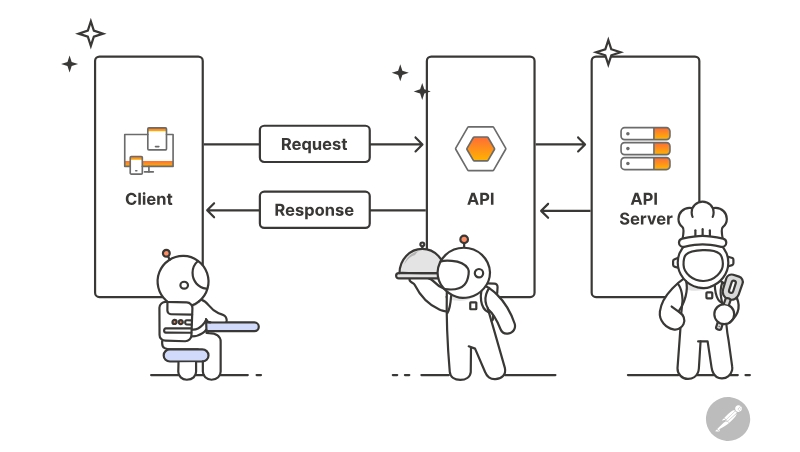 Request
Client
API
API
Server
Response